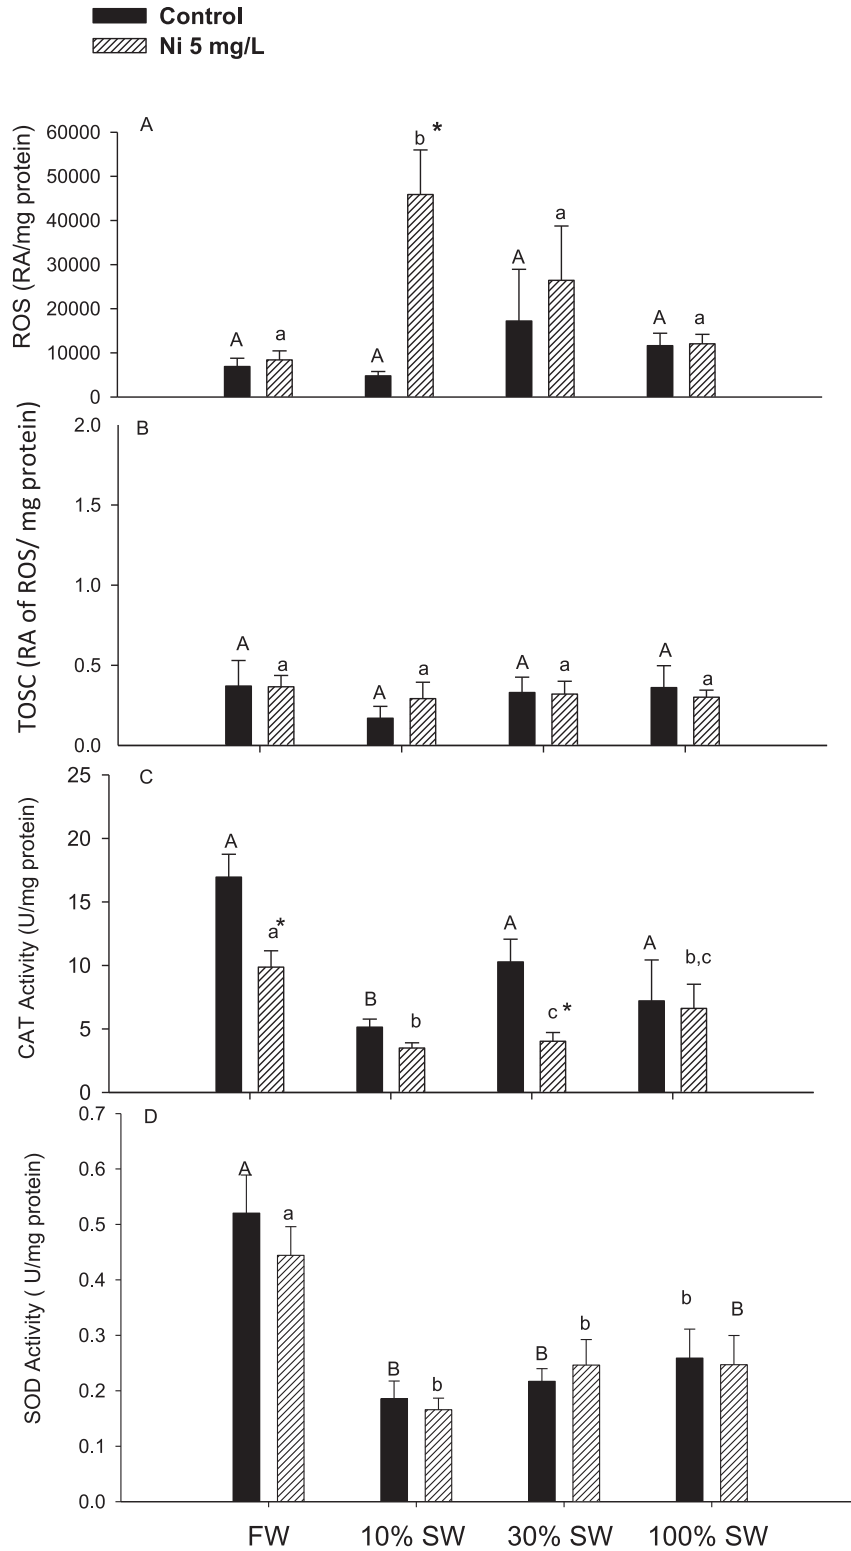 Control
Ni 5 mg/L
A
ROS (RA/mg protein)
60000
50000
40000
30000
20000
10000
0
A
a
A
b *
A
a
A
a
B
TOSC (RA of ROS/ mg protein)
2.0
1.5
1.0
0.5
0.0
A
a
A
a
A
a
A
a
C
CAT Activity (U/mg protein)
25
20
15
10
5
0
A
a*
B
b
A
c *
A
b,c
D
SOD Activity ( U/mg protein)
0.7
0.6
0.5
0.4
0.3
0.2
0.1
0.0
A
a
B
b
B
b
b
B
FW
10% SW
30% SW
100% SW